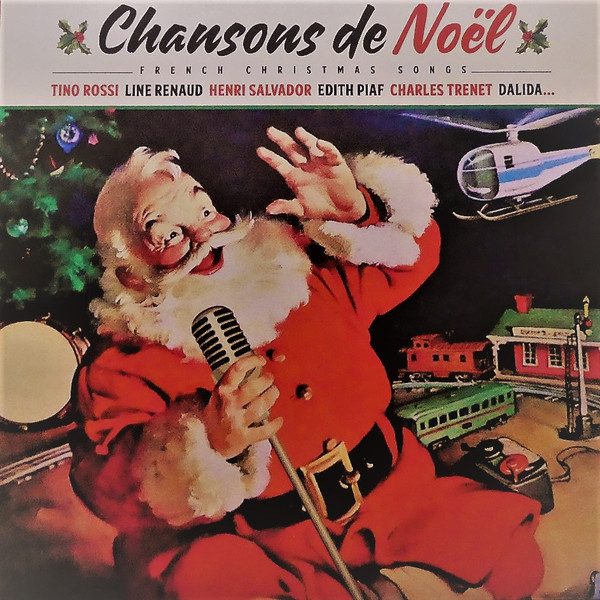 Chansons de Noël
FRENCH CHRISTMAS SONGS
TINO ROSSI LINE RENAUD HENRI SALVADOR EDITH PIAF CHARLES TRENET DALIDA...